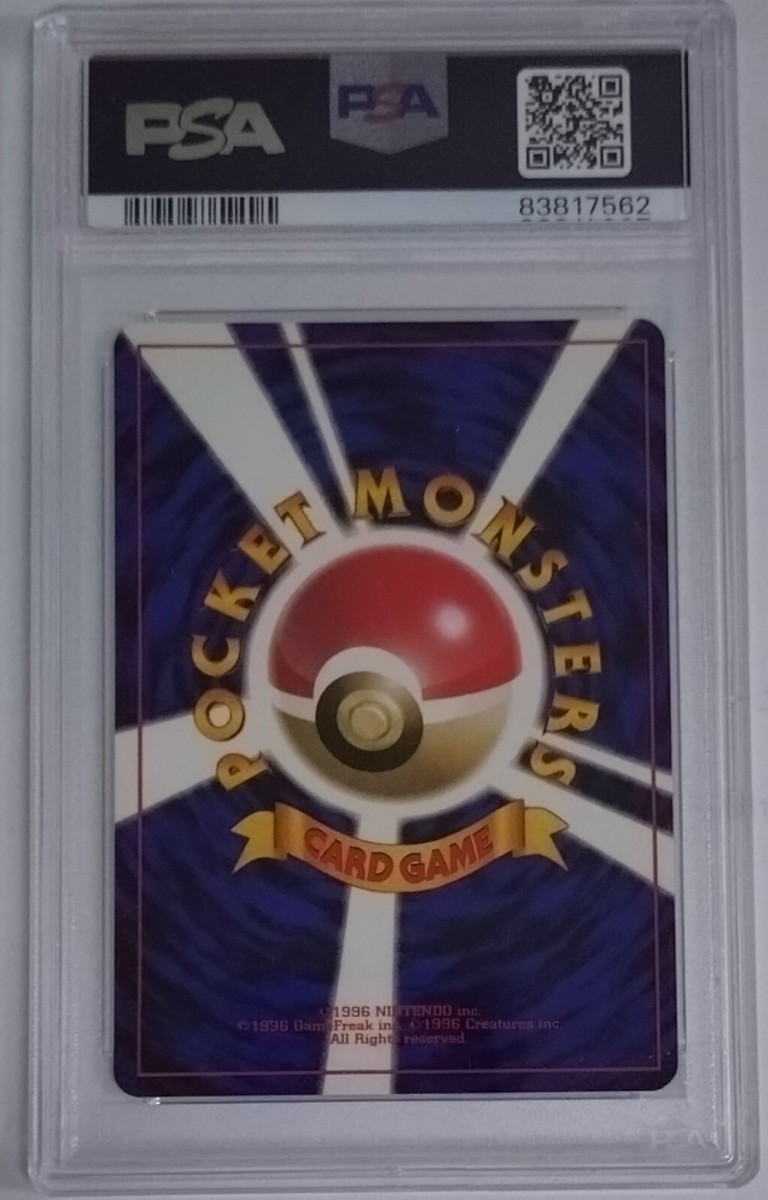 PSA
PSA
83817562
POCKET MONSTERS
CARD GAME
©1996 NINTENDO inc.
©1996 GameFreak inc. ©1996 Creatures inc.
All Rights reserved.
PSA